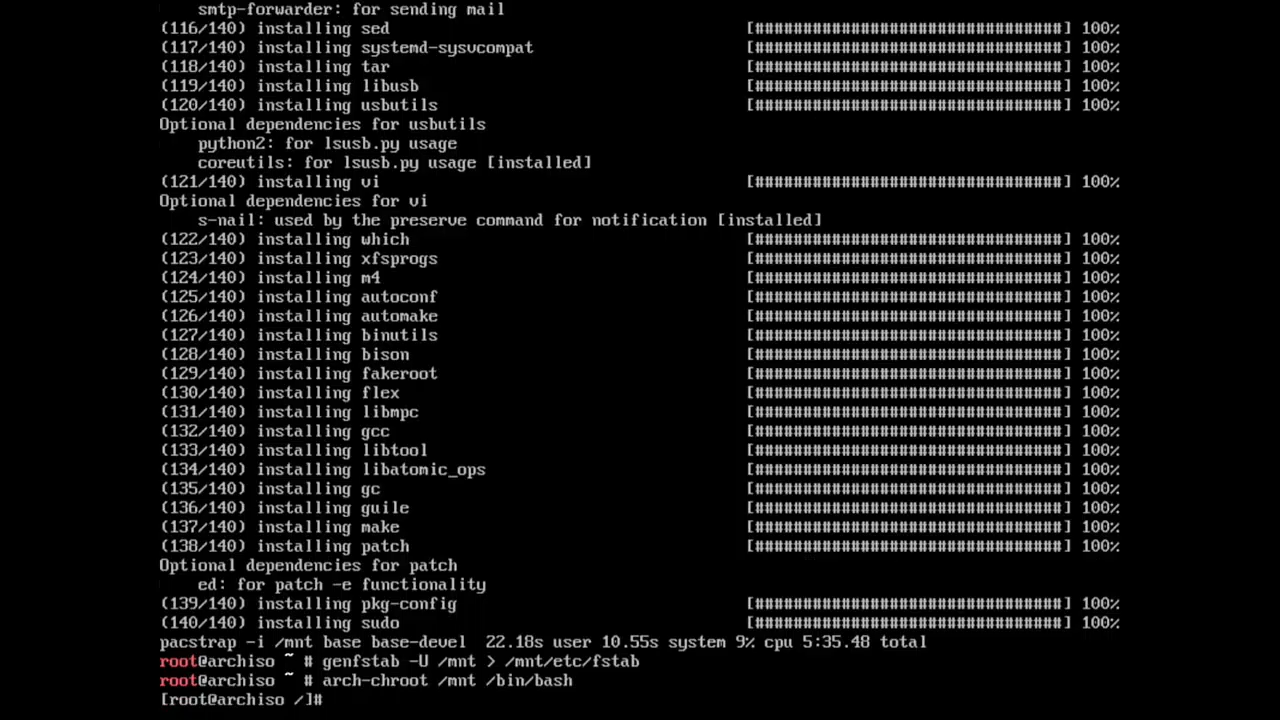 smtp-forwarder: for sending mail
(116/140) installing sed [################################] 100%
(117/140) installing systemd-sysvcompat [################################] 100%
(118/140) installing tar [################################] 100%
(119/140) installing libusb [################################] 100%
(120/140) installing usbutils [################################] 100%
Optional dependencies for usbutils
python2: for lsusb.py usage
coreutils: for lsusb.py usage [installed]
(121/140) installing vi [################################] 100%
Optional dependencies for vi
s-nail: used by the preserve command for notification [installed]
(122/140) installing which [################################] 100%
(123/140) installing xfsprogs [################################] 100%
(124/140) installing m4 [################################] 100%
(125/140) installing autoconf [################################] 100%
(126/140) installing automake [################################] 100%
(127/140) installing binutils [################################] 100%
(128/140) installing bison [################################] 100%
(129/140) installing fakeroot [################################] 100%
(130/140) installing flex [################################] 100%
(131/140) installing libmpc [################################] 100%
(132/140) installing gcc [################################] 100%
(133/140) installing libtool [################################] 100%
(134/140) installing libatomic_ops [################################] 100%
(135/140) installing gc [################################] 100%
(136/140) installing guile [################################] 100%
(137/140) installing make [################################] 100%
(138/140) installing patch [################################] 100%
Optional dependencies for patch
ed: for patch -e functionality
(139/140) installing pkg-config [################################] 100%
(140/140) installing sudo [################################] 100%
pacstrap -i /mnt base base-devel  22.18s user 10.55s system 9% cpu 5:35.48 total
root@archiso ~ # genfstab -U /mnt > /mnt/etc/fstab
root@archiso ~ # arch-chroot /mnt /bin/bash
[root@archiso /]#